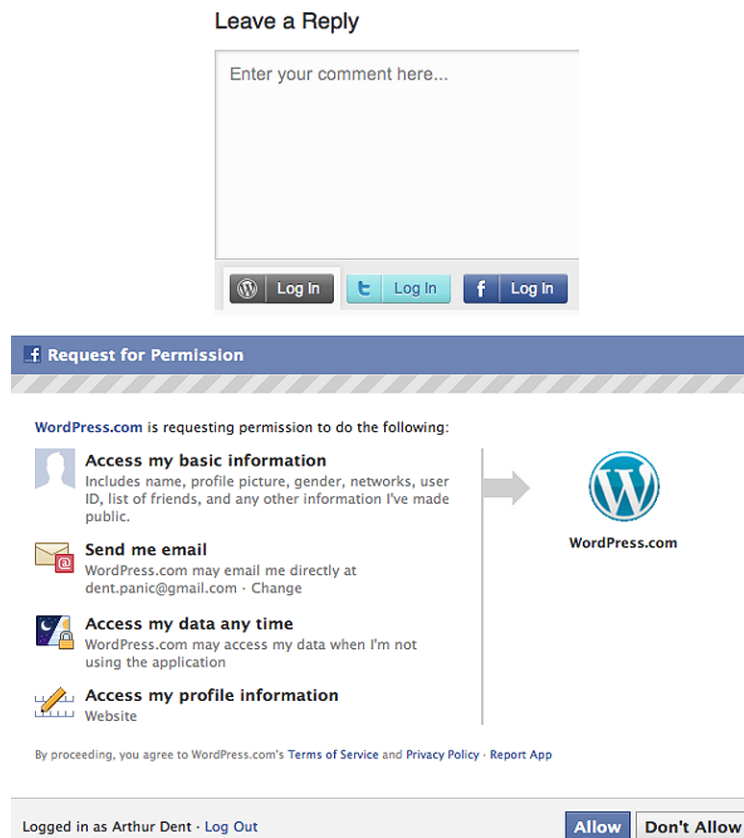 Leave a Reply
Enter your comment here...
Log In
Log In
Log In
Request for Permission
WordPress.com is requesting permission to do the following:
Access my basic information
Includes name, profile picture, gender, networks, user
ID, list of friends, and any other information I've made
public.
Send me email
WordPress.com may email me directly at
dent.panic@gmail.com · Change
Access my data any time
WordPress.com may access my data when I'm not
using the application
Access my profile information
Website
WordPress.com
By proceeding, you agree to WordPress.com's Terms of Service and Privacy Policy · Report App
Logged in as Arthur Dent · Log Out
Allow
Don't Allow